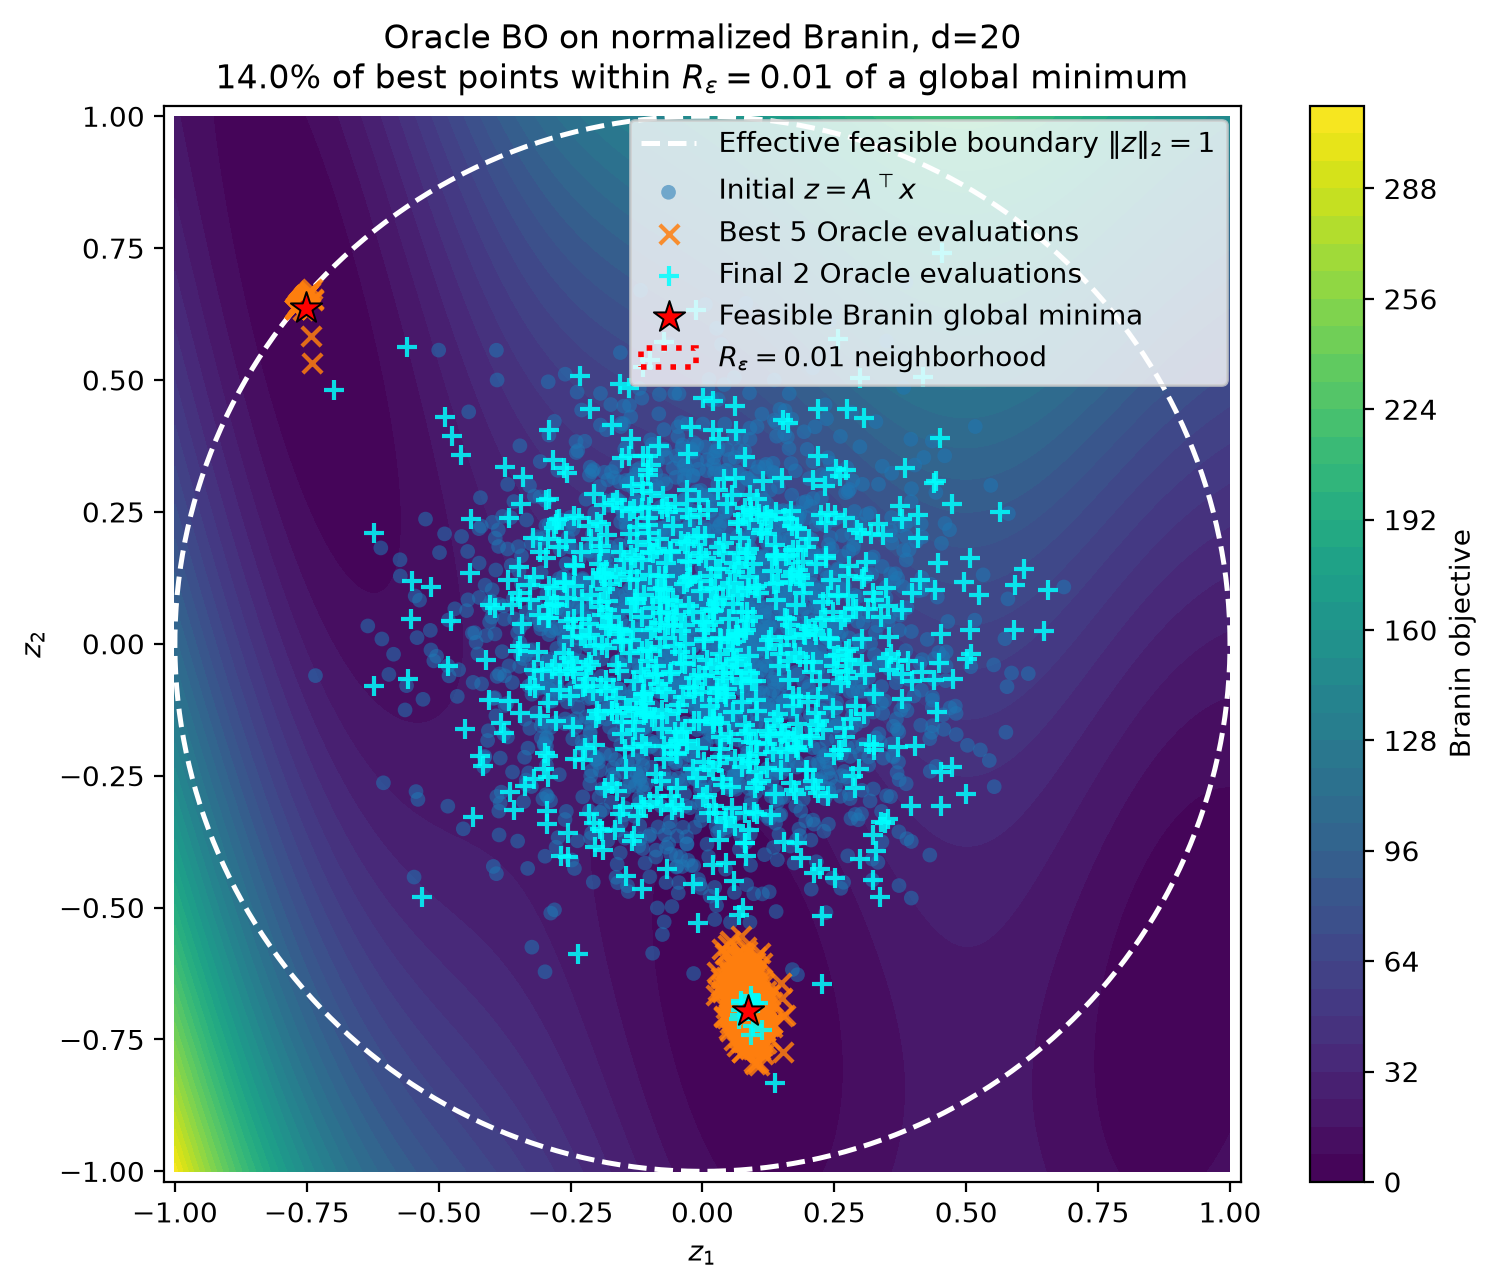 Oracle BO on normalized Branin, d=20
14.0% of best points within R_ε = 0.01 of a global minimum
Effective feasible boundary ‖z‖₂ = 1
Initial z = A^⊤ x
Best 5 Oracle evaluations
Final 2 Oracle evaluations
Feasible Branin global minima
R_ε = 0.01 neighborhood
1.00
0.75
0.50
0.25
0.00
−0.25
−0.50
−0.75
−1.00
z₂
−1.00 −0.75 −0.50 −0.25 0.00 0.25 0.50 0.75 1.00
z₁
288
256
224
192
160
128
96
64
32
0
Branin objective